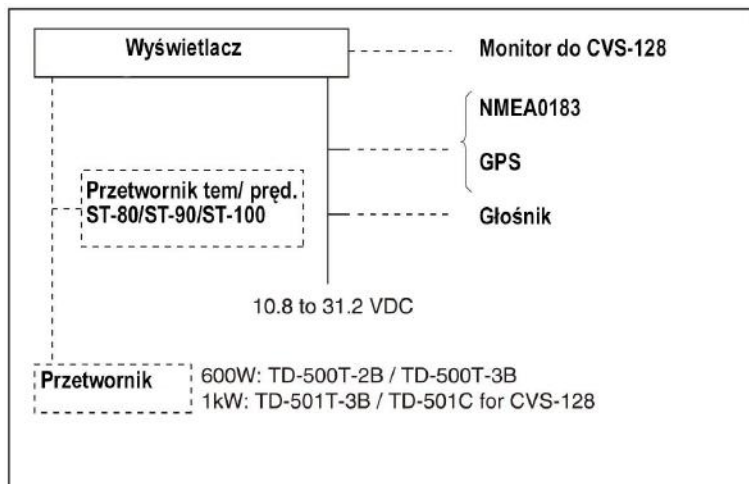 Wyświetlacz
Monitor do CVS-128
NMEA0183
GPS
Przetwornik tem/ pręd.
ST-80/ST-90/ST-100
Głośnik
10.8 to 31.2 VDC
Przetwornik
600W: TD-500T-2B / TD-500T-3B
1kW: TD-501T-3B / TD-501C for CVS-128